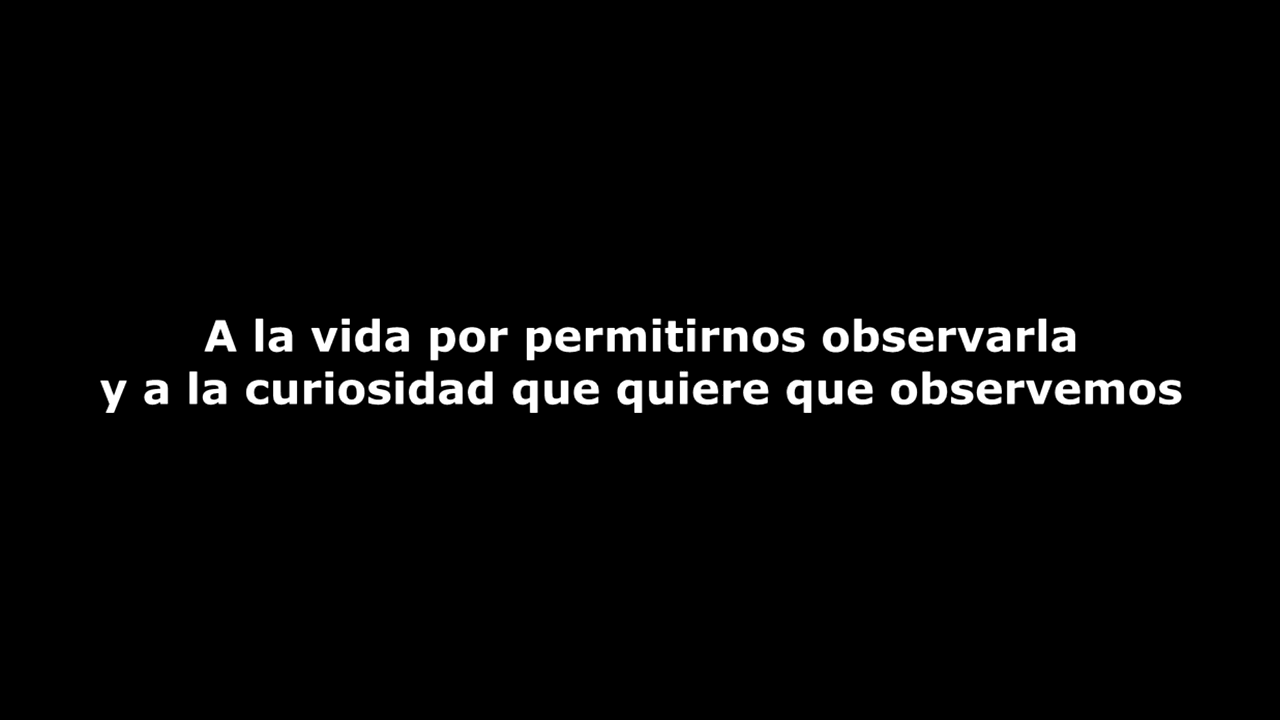 A la vida por permitirnos observarla
y a la curiosidad que quiere que observemos